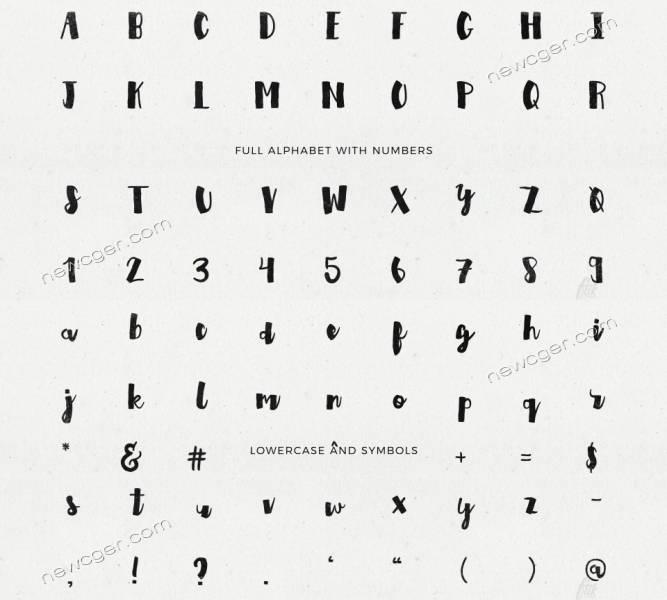 A B C D E F G H I
newcger.com
J K L M N O P Q R
FULL ALPHABET WITH NUMBERS
S T U V W X Y Z Q
newcger.com
1 2 3 4 5 6 7 8 9
a b c d e f g h i
newcger.com
j k l m n o p q r
* & # ^ + = $
LOWERCASE AND SYMBOLS
s t u v w x y z -
newcger.com
, ! ? . ‘ “ ( ) @